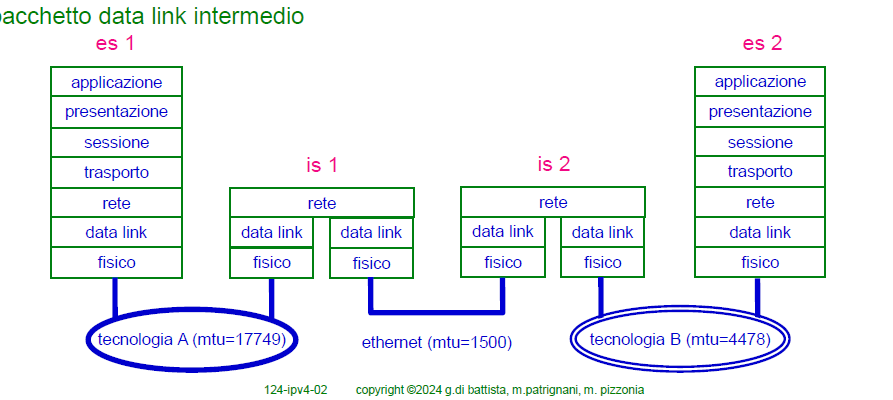 pacchetto data link intermedio
es 1
es 2
applicazione
presentazione
sessione
trasporto
rete
data link
fisico
is 1
rete
data link
data link
fisico
fisico
is 2
rete
data link
data link
fisico
fisico
applicazione
presentazione
sessione
trasporto
rete
data link
fisico
tecnologia A (mtu=17749)
ethernet (mtu=1500)
tecnologia B (mtu=4478)
124-ipv4-02 copyright ©2024 g.di battista, m.patrignani, m. pizzonia